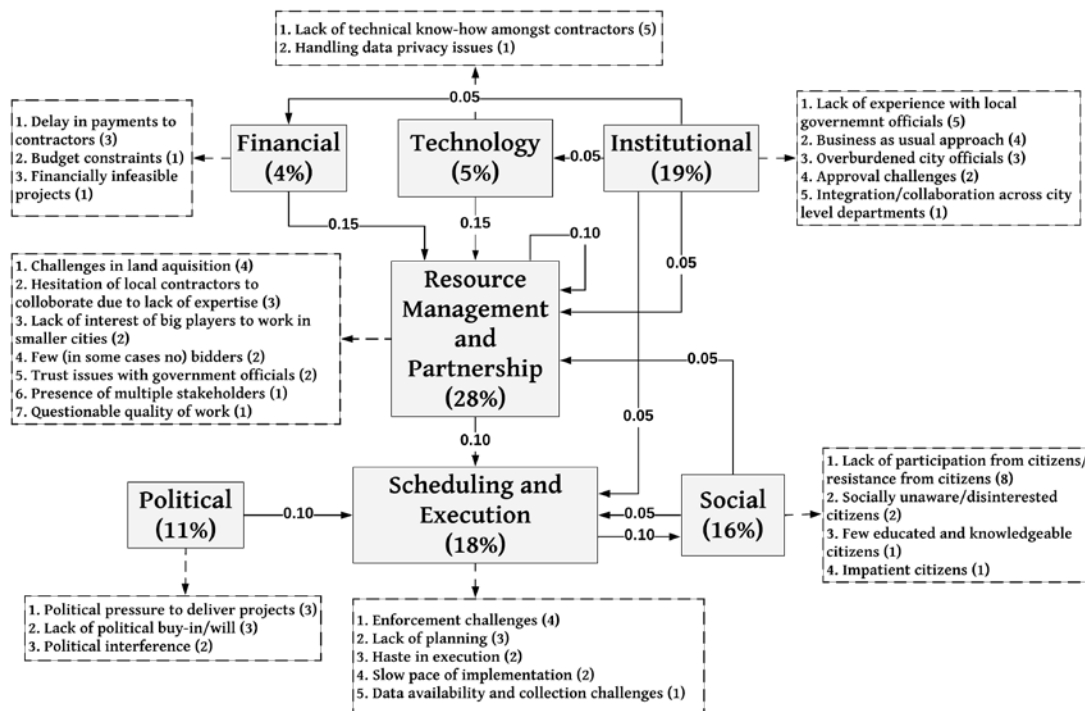 1. Lack of technical know-how amongst contractors (5)
2. Handling data privacy issues (1)
0.05
1. Delay in payments to
contractors (3)
2. Budget constraints (1)
3. Financially infeasible
projects (1)
Financial
(4%)
Technology
(5%)
0.05
Institutional
(19%)
1. Lack of experience with local
governemnt officials (5)
2. Business as usual approach (4)
3. Overburdened city officials (3)
4. Approval challenges (2)
5. Integration/collaboration across city
level departments (1)
0.15
0.15
0.10
0.05
1. Challenges in land aquisition (4)
2. Hesitation of local contractors to
colloborate due to lack of expertise (3)
3. Lack of interest of big players to work in
smaller cities (2)
4. Few (in some cases no) bidders (2)
5. Trust issues with government officials (2)
6. Presence of multiple stakeholders (1)
7. Questionable quality of work (1)
Resource
Management
and
Partnership
(28%)
0.05
0.05
0.10
Political
(11%)
0.10
Scheduling and
Execution
(18%)
0.05
0.10
Social
(16%)
1. Lack of participation from citizens/
resistance from citizens (8)
2. Socially unaware/disinterested
citizens (2)
3. Few educated and knowledgeable
citizens (1)
4. Impatient citizens (1)
1. Political pressure to deliver projects (3)
2. Lack of political buy-in/will (3)
3. Political interference (2)
1. Enforcement challenges (4)
2. Lack of planning (3)
3. Haste in execution (2)
4. Slow pace of implementation (2)
5. Data availability and collection challenges (1)